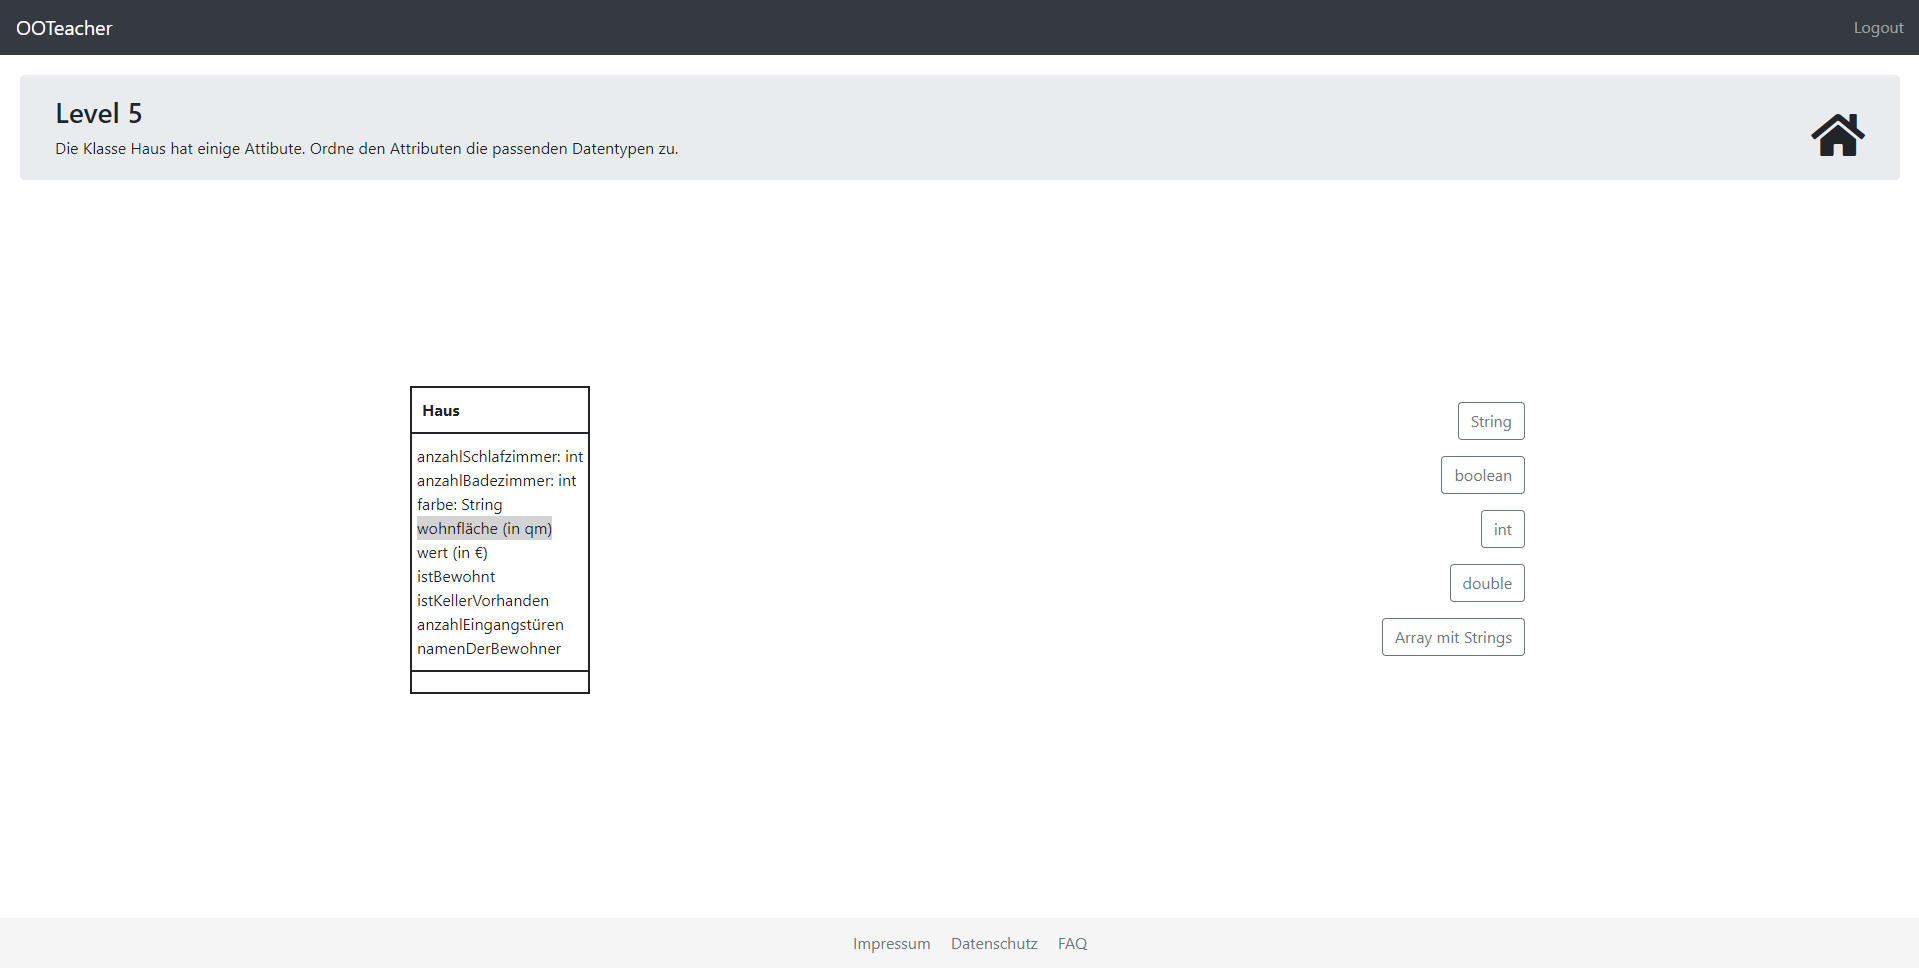 OOTeacher
Logout
Level 5
Die Klasse Haus hat einige Attibute. Ordne den Attributen die passenden Datentypen zu.
Haus
anzahlSchlafzimmer: int
anzahlBadezimmer: int
farbe: String
wohnfläche (in qm)
wert (in €)
istBewohnt
istKellerVorhanden
anzahlEingangstüren
namenDerBewohner
String
boolean
int
double
Array mit Strings
Impressum Datenschutz FAQ